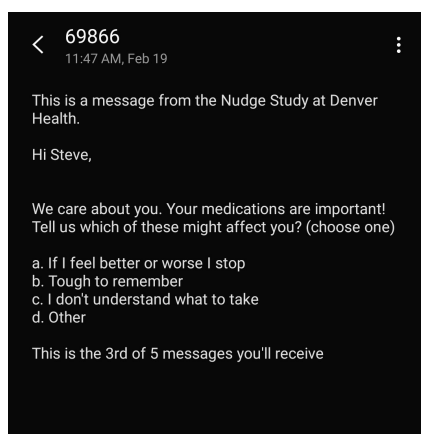 69866
11:47 AM, Feb 19
This is a message from the Nudge Study at Denver
Health.
Hi Steve,
We care about you. Your medications are important!
Tell us which of these might affect you? (choose one)
a. If I feel better or worse I stop
b. Tough to remember
c. I don't understand what to take
d. Other
This is the 3rd of 5 messages you'll receive